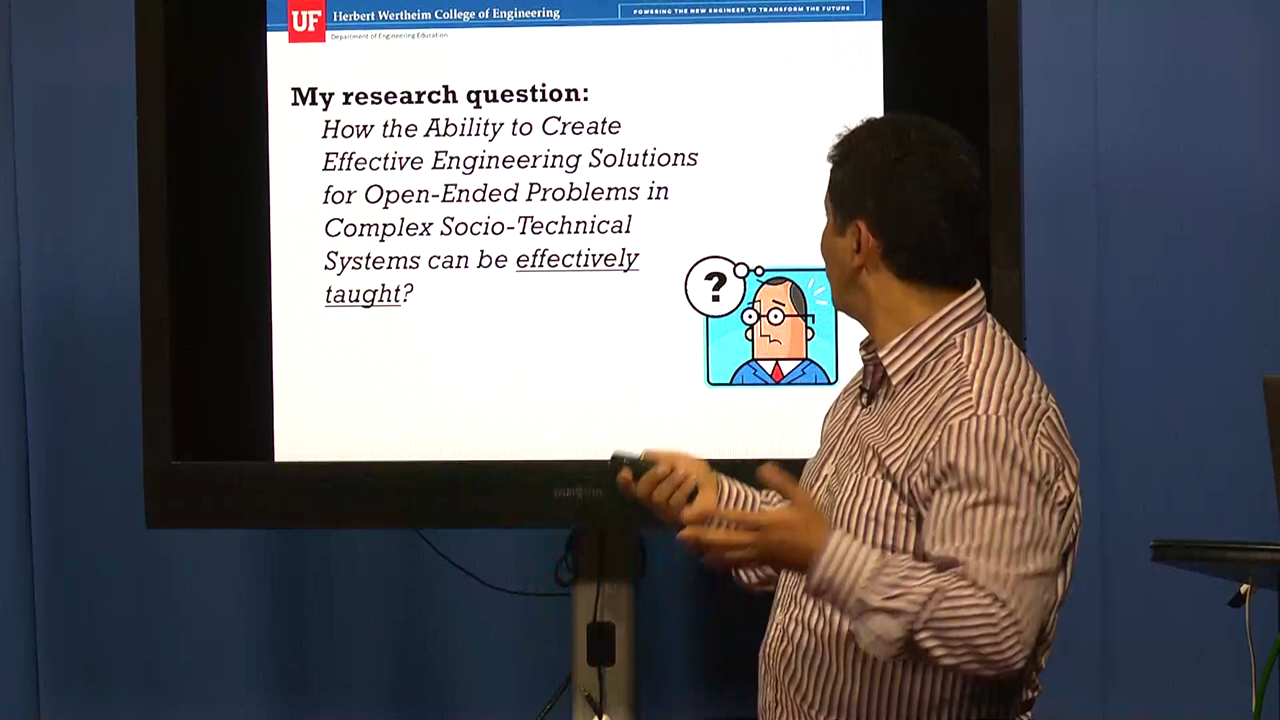 UF
Herbert Wertheim College of Engineering
POWERING THE NEW ENGINEER TO TRANSFORM THE FUTURE
Department of Engineering Education
My research question:
How the Ability to Create
Effective Engineering Solutions
for Open-Ended Problems in
Complex Socio-Technical
Systems can be effectively
taught?
?